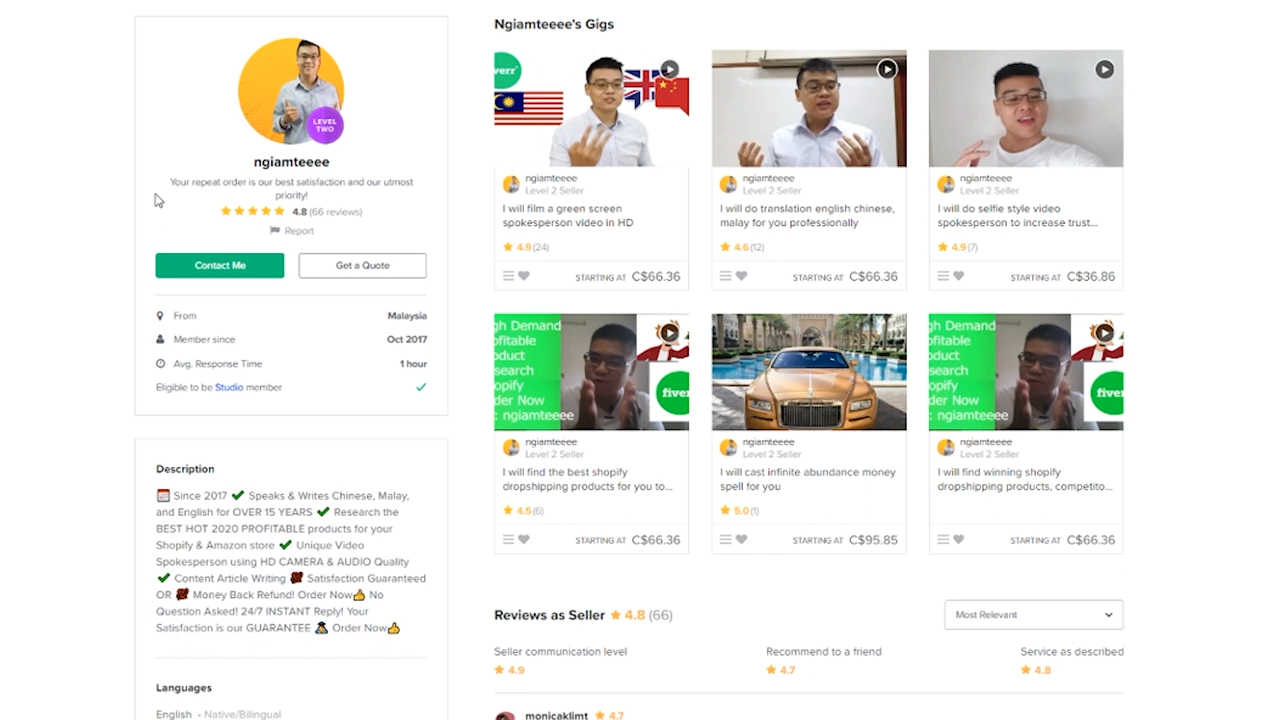 LEVEL
TWO
ngiamteeee
Your repeat order is our best satisfaction and our utmost
priority!
4.8 (66 reviews)
Report
Contact Me
Get a Quote
From Malaysia
Member since Oct 2017
Avg. Response Time 1 hour
Eligible to be Studio member
Description
Since 2017 ✔ Speaks & Writes Chinese, Malay,
and English for OVER 15 YEARS ✔ Research the
BEST HOT 2020 PROFITABLE products for your
Shopify & Amazon store ✔ Unique Video
Spokesperson using HD CAMERA & AUDIO Quality
✔ Content Article Writing Satisfaction Guaranteed
OR Money Back Refund! Order Now👍 No
Question Asked! 24/7 INSTANT Reply! Your
Satisfaction is our GUARANTEE Order Now👍
Languages
English - Native/Bilingual
Ngiamteeee's Gigs
verr
ngiamteeee
Level 2 Seller
I will film a green screen
spokesperson video in HD
4.9(24)
STARTING AT C$66.36
ngiamteeee
Level 2 Seller
I will do translation english chinese,
malay for you professionally
4.6(12)
STARTING AT C$66.36
ngiamteeee
Level 2 Seller
I will do selfie style video
spokesperson to increase trust...
4.9(7)
STARTING AT C$36.86
gh Demand
ofitable
oduct
search
opify
der Now
: ngiamteeee
fiver
ngiamteeee
Level 2 Seller
I will find the best shopify
dropshipping products for you to...
4.5(6)
STARTING AT C$66.36
ngiamteeee
Level 2 Seller
I will cast infinite abundance money
spell for you
5.0(1)
STARTING AT C$95.85
gh Demand
ofitable
oduct
search
opify
der Now
: ngiamteeee
fiver
ngiamteeee
Level 2 Seller
I will find winning shopify
dropshipping products, competito...
STARTING AT C$66.36
Reviews as Seller 4.8 (66)
Most Relevant
Seller communication level
4.9
Recommend to a friend
4.7
Service as described
4.8
monicaklimt 4.7